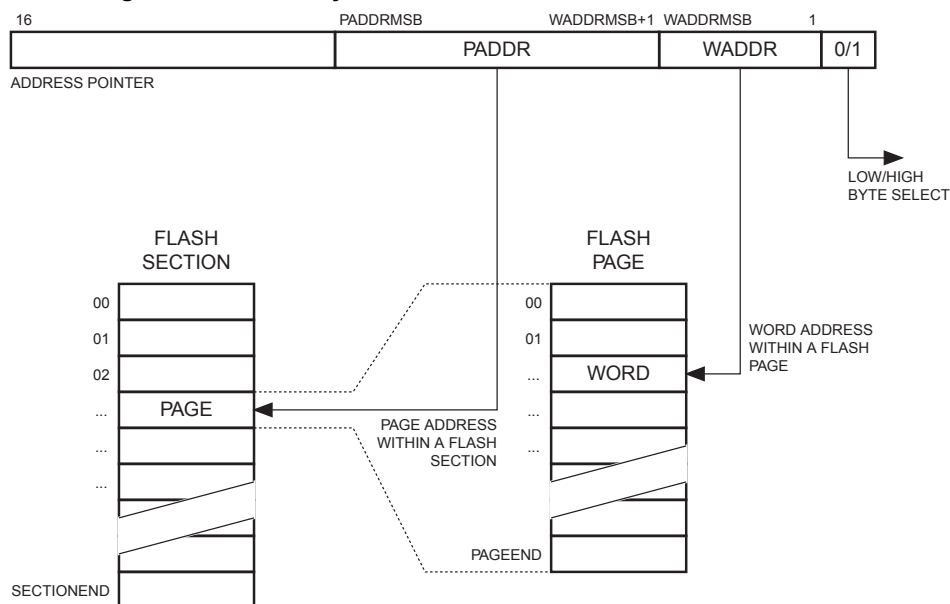 16 PADDRMSB WADDRMSB+1 WADDRMSB 1
PADDR WADDR 0/1
ADDRESS POINTER
LOW/HIGH
BYTE SELECT
FLASH
SECTION
FLASH
PAGE
00
01
02
...
PAGE
...
...
SECTIONEND
PAGE ADDRESS
WITHIN A FLASH
SECTION
00
01
...
WORD
...
...
PAGEEND
WORD ADDRESS
WITHIN A FLASH
PAGE